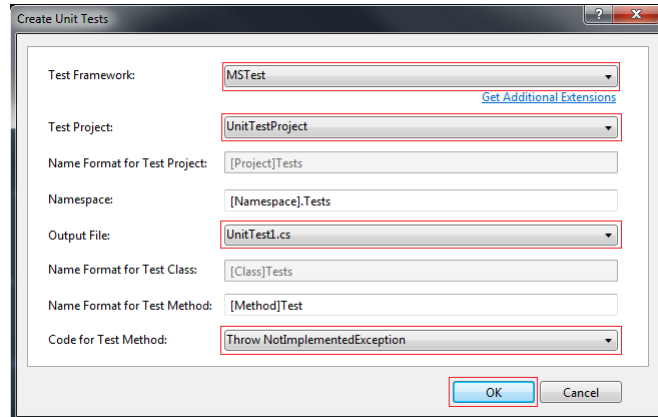 Create Unit Tests
Test Framework: MSTest
Get Additional Extensions
Test Project: UnitTestProject
Name Format for Test Project: [Project]Tests
Namespace: [Namespace].Tests
Output File: UnitTest1.cs
Name Format for Test Class: [Class]Tests
Name Format for Test Method: [Method]Test
Code for Test Method: Throw NotImplementedException
OK Cancel